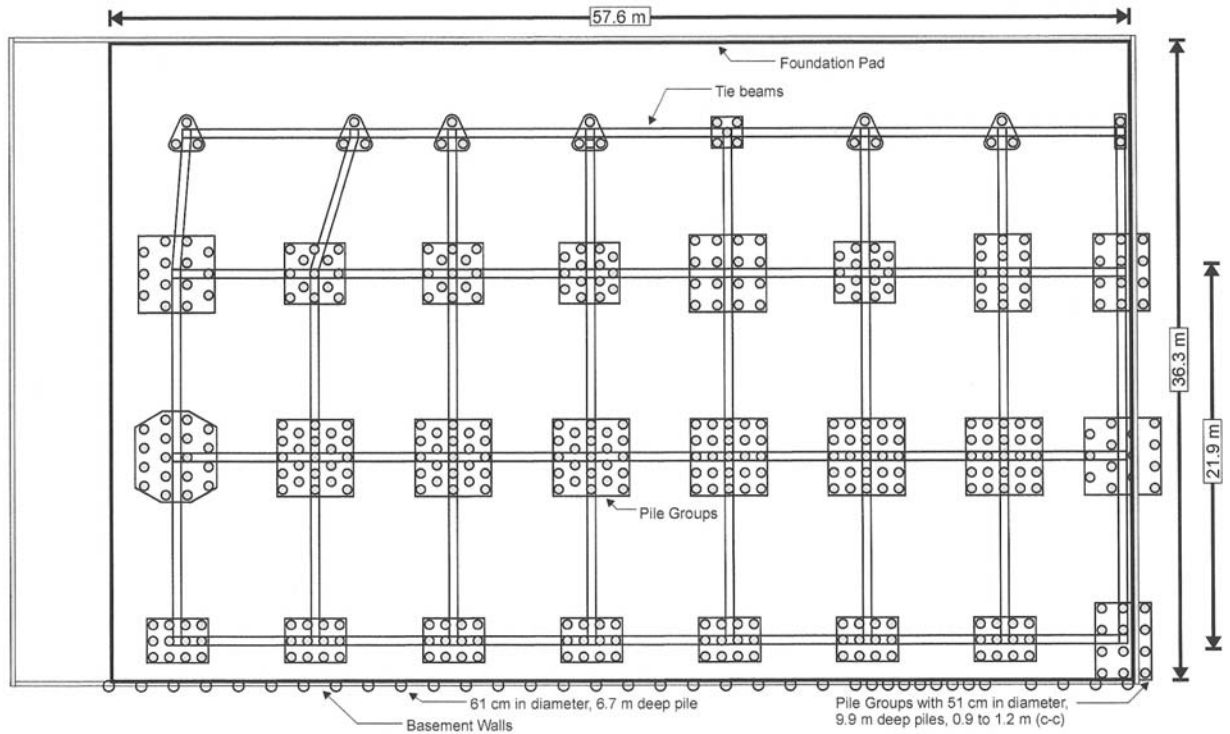 57.6 m
Foundation Pad
Tie beams
36.3 m
21.9 m
Pile Groups
61 cm in diameter, 6.7 m deep pile
Basement Walls
Pile Groups with 51 cm in diameter,
9.9 m deep piles, 0.9 to 1.2 m (c-c)